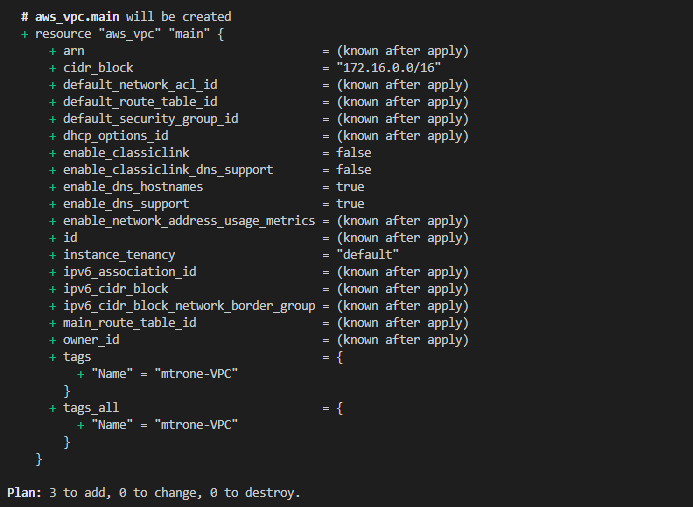 # aws_vpc.main will be created
+ resource "aws_vpc" "main" {
+ arn = (known after apply)
+ cidr_block = "172.16.0.0/16"
+ default_network_acl_id = (known after apply)
+ default_route_table_id = (known after apply)
+ default_security_group_id = (known after apply)
+ dhcp_options_id = (known after apply)
+ enable_classiclink = false
+ enable_classiclink_dns_support = false
+ enable_dns_hostnames = true
+ enable_dns_support = true
+ enable_network_address_usage_metrics = (known after apply)
+ id = (known after apply)
+ instance_tenancy = "default"
+ ipv6_association_id = (known after apply)
+ ipv6_cidr_block = (known after apply)
+ ipv6_cidr_block_network_border_group = (known after apply)
+ main_route_table_id = (known after apply)
+ owner_id = (known after apply)
+ tags = {
+ "Name" = "mtrone-VPC"
}
+ tags_all = {
+ "Name" = "mtrone-VPC"
}
}
Plan: 3 to add, 0 to change, 0 to destroy.